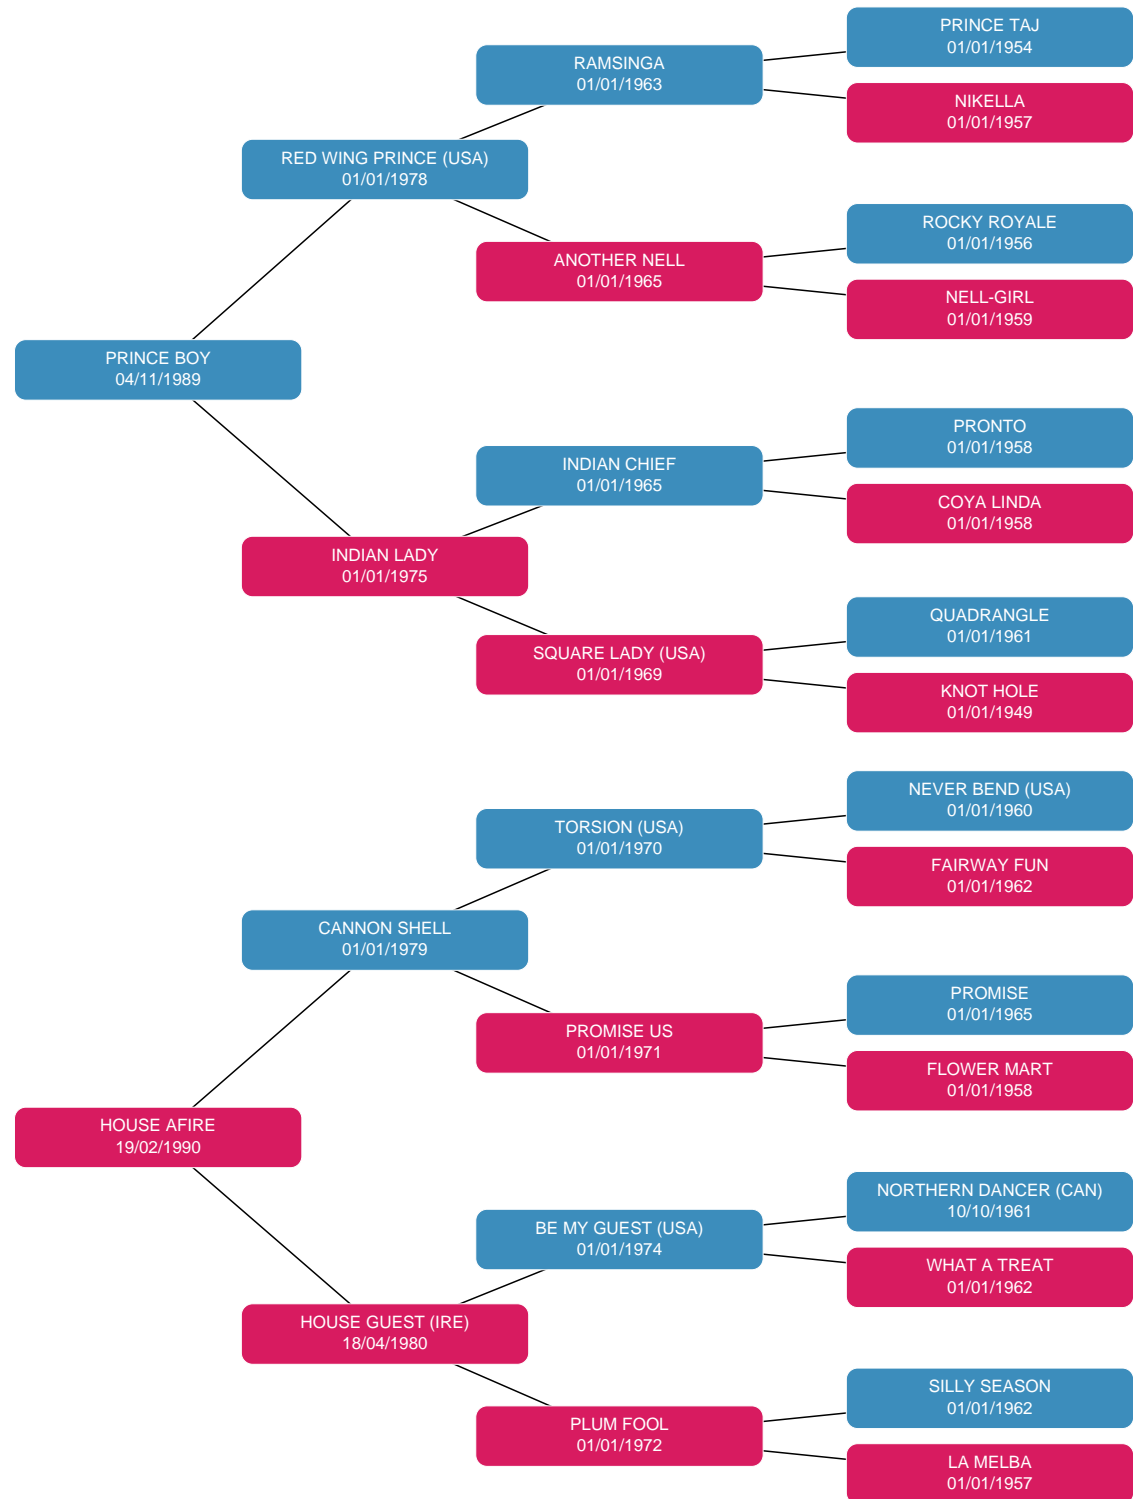 PRINCE TAJ
01/01/1954
RAMSINGA
01/01/1963
NIKELLA
01/01/1957
RED WING PRINCE (USA)
01/01/1978
ROCKY ROYALE
01/01/1956
ANOTHER NELL
01/01/1965
NELL-GIRL
01/01/1959
PRINCE BOY
04/11/1989
PRONTO
01/01/1958
INDIAN CHIEF
01/01/1965
COYA LINDA
01/01/1958
INDIAN LADY
01/01/1975
QUADRANGLE
01/01/1961
SQUARE LADY (USA)
01/01/1969
KNOT HOLE
01/01/1949
NEVER BEND (USA)
01/01/1960
TORSION (USA)
01/01/1970
FAIRWAY FUN
01/01/1962
CANNON SHELL
01/01/1979
PROMISE
01/01/1965
PROMISE US
01/01/1971
FLOWER MART
01/01/1958
HOUSE AFIRE
19/02/1990
NORTHERN DANCER (CAN)
10/10/1961
BE MY GUEST (USA)
01/01/1974
WHAT A TREAT
01/01/1962
HOUSE GUEST (IRE)
18/04/1980
SILLY SEASON
01/01/1962
PLUM FOOL
01/01/1972
LA MELBA
01/01/1957